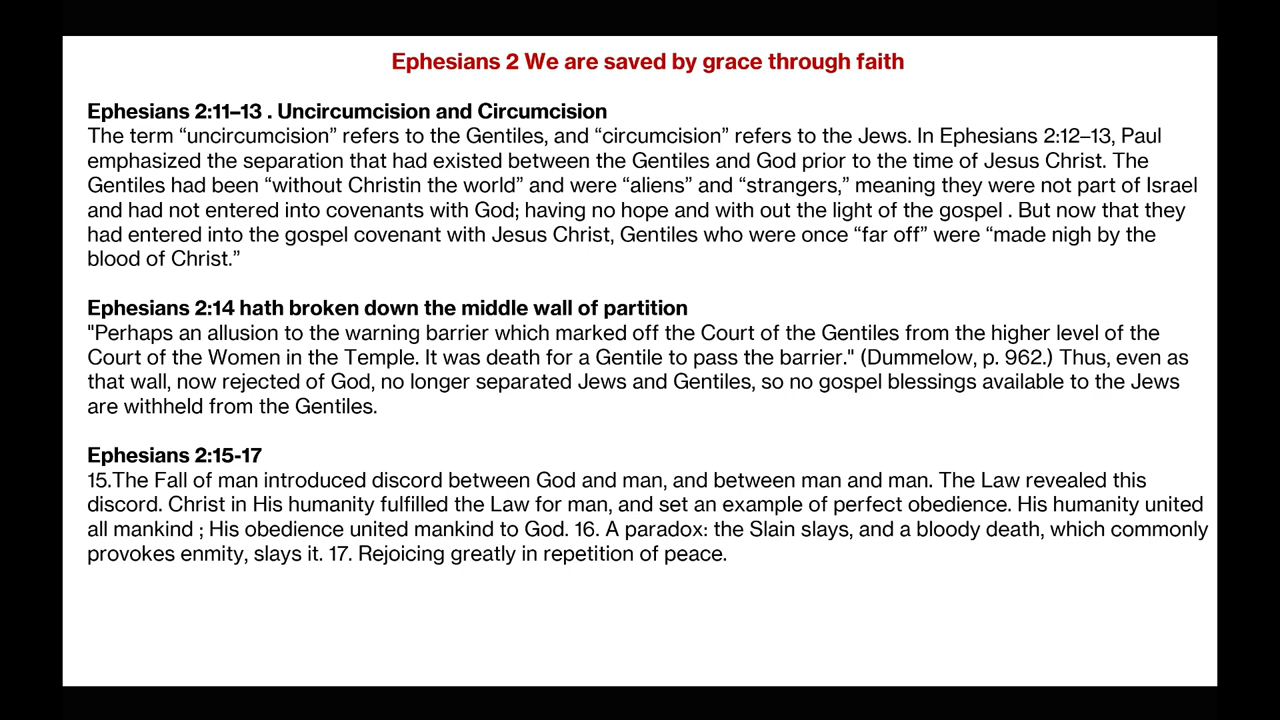 Ephesians 2 We are saved by grace through faith
Ephesians 2:11–13 . Uncircumcision and Circumcision
The term “uncircumcision” refers to the Gentiles, and “circumcision” refers to the Jews. In Ephesians 2:12–13, Paul
emphasized the separation that had existed between the Gentiles and God prior to the time of Jesus Christ. The
Gentiles had been “without Christin the world” and were “aliens” and “strangers,” meaning they were not part of Israel
and had not entered into covenants with God; having no hope and with out the light of the gospel . But now that they
had entered into the gospel covenant with Jesus Christ, Gentiles who were once “far off” were “made nigh by the
blood of Christ.”
Ephesians 2:14 hath broken down the middle wall of partition
"Perhaps an allusion to the warning barrier which marked off the Court of the Gentiles from the higher level of the
Court of the Women in the Temple. It was death for a Gentile to pass the barrier." (Dummelow, p. 962.) Thus, even as
that wall, now rejected of God, no longer separated Jews and Gentiles, so no gospel blessings available to the Jews
are withheld from the Gentiles.
Ephesians 2:15-17
15.The Fall of man introduced discord between God and man, and between man and man. The Law revealed this
discord. Christ in His humanity fulfilled the Law for man, and set an example of perfect obedience. His humanity united
all mankind ; His obedience united mankind to God. 16. A paradox: the Slain slays, and a bloody death, which commonly
provokes enmity, slays it. 17. Rejoicing greatly in repetition of peace.